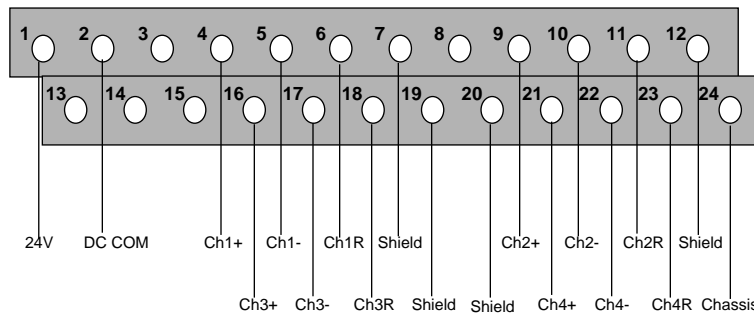 1 2 3 4 5 6 7 8 9 10 11 12
13 14 15 16 17 18 19 20 21 22 23 24
24V DC COM Ch1+ Ch1- Ch1R Shield Ch2+ Ch2- Ch2R Shield
Ch3+ Ch3- Ch3R Shield Shield Ch4+ Ch4- Ch4R Chassis